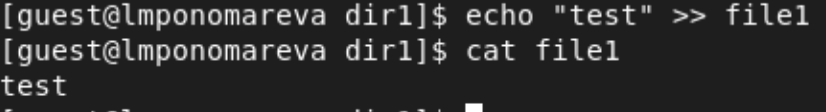 [guest@lmponomareva dir1]$ echo "test" >> file1
[guest@lmponomareva dir1]$ cat file1
test